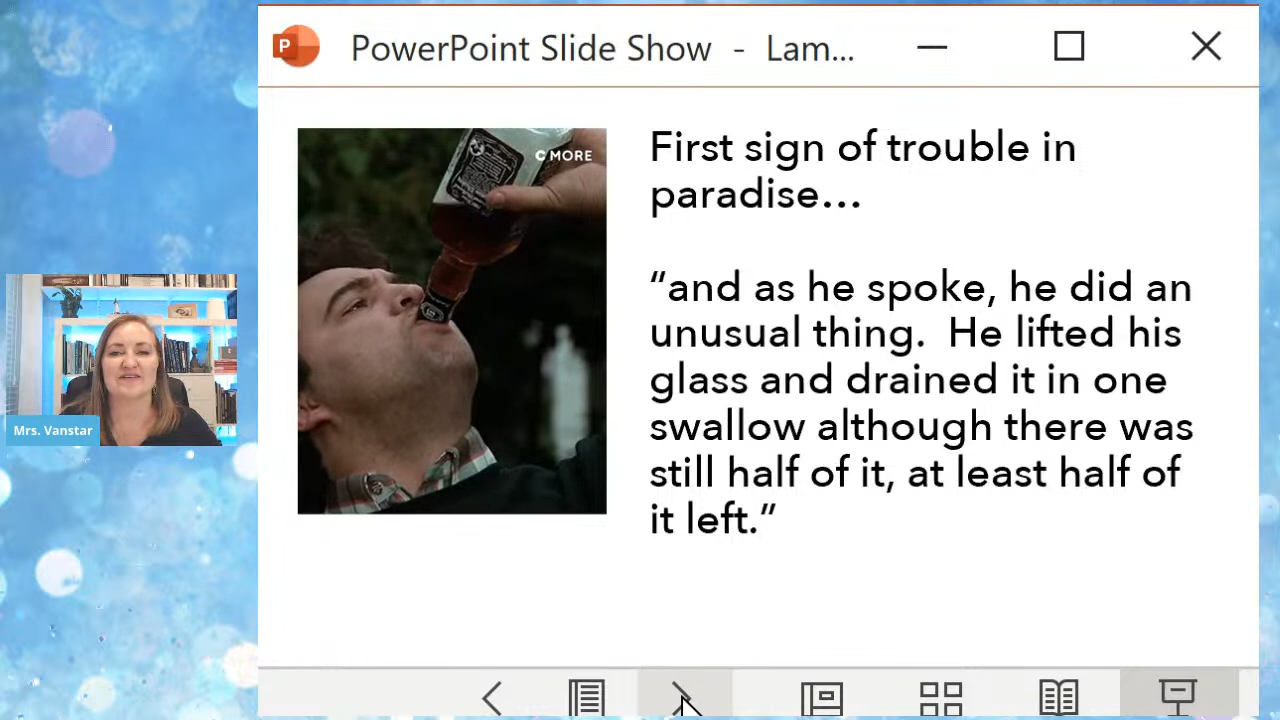 P
PowerPoint Slide Show - Lam...
C MORE
First sign of trouble in
paradise...
“and as he spoke, he did an
unusual thing.  He lifted his
glass and drained it in one
swallow although there was
still half of it, at least half of
it left.”
Mrs. Vanstar